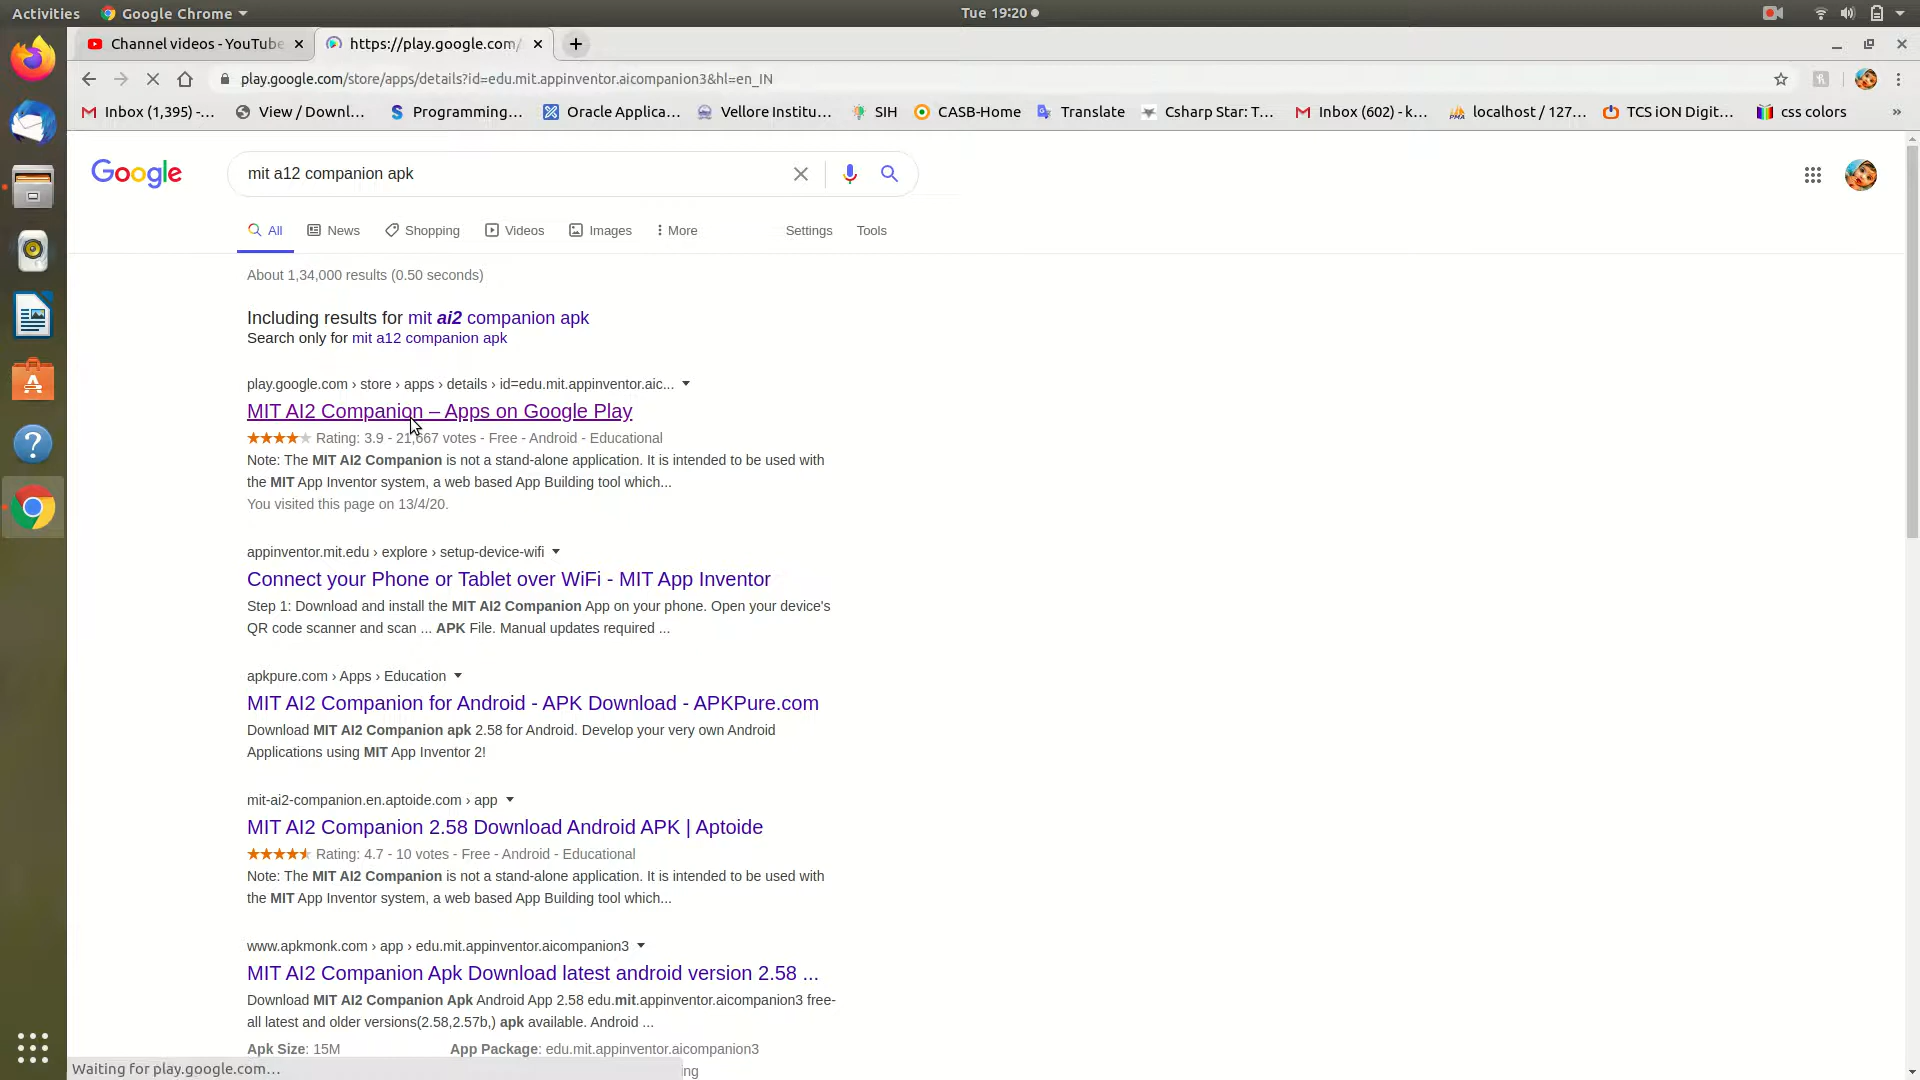 Activities Google Chrome Tue 19:20
Channel videos - YouTube https://play.google.com/
play.google.com/store/apps/details?id=edu.mit.appinventor.aicompanion3&hl=en_IN
Inbox (1,395) -... View / Downl... Programming... Oracle Applica... Vellore Institu... SIH CASB-Home Translate Csharp Star: T... Inbox (602) - k... localhost / 127... TCS iON Digit... css colors »
Google mit a12 companion apk
All News Shopping Videos Images More Settings Tools
About 1,34,000 results (0.50 seconds)
Including results for mit ai2 companion apk
Search only for mit a12 companion apk
play.google.com › store › apps › details › id=edu.mit.appinventor.aic...
MIT AI2 Companion – Apps on Google Play
Rating: 3.9 - 21,667 votes - Free - Android - Educational
Note: The MIT AI2 Companion is not a stand-alone application. It is intended to be used with
the MIT App Inventor system, a web based App Building tool which...
You visited this page on 13/4/20.
appinventor.mit.edu › explore › setup-device-wifi
Connect your Phone or Tablet over WiFi - MIT App Inventor
Step 1: Download and install the MIT AI2 Companion App on your phone. Open your device's
QR code scanner and scan ... APK File. Manual updates required ...
apkpure.com › Apps › Education
MIT AI2 Companion for Android - APK Download - APKPure.com
Download MIT AI2 Companion apk 2.58 for Android. Develop your very own Android
Applications using MIT App Inventor 2!
mit-ai2-companion.en.aptoide.com › app
MIT AI2 Companion 2.58 Download Android APK | Aptoide
Rating: 4.7 - 10 votes - Free - Android - Educational
Note: The MIT AI2 Companion is not a stand-alone application. It is intended to be used with
the MIT App Inventor system, a web based App Building tool which...
www.apkmonk.com › app › edu.mit.appinventor.aicompanion3
MIT AI2 Companion Apk Download latest android version 2.58 ...
Download MIT AI2 Companion Apk Android App 2.58 edu.mit.appinventor.aicompanion3 free-
all latest and older versions(2.58,2.57b,) apk available. Android ...
Apk Size: 15M App Package: edu.mit.appinventor.aicompanion3
Waiting for play.google.com...